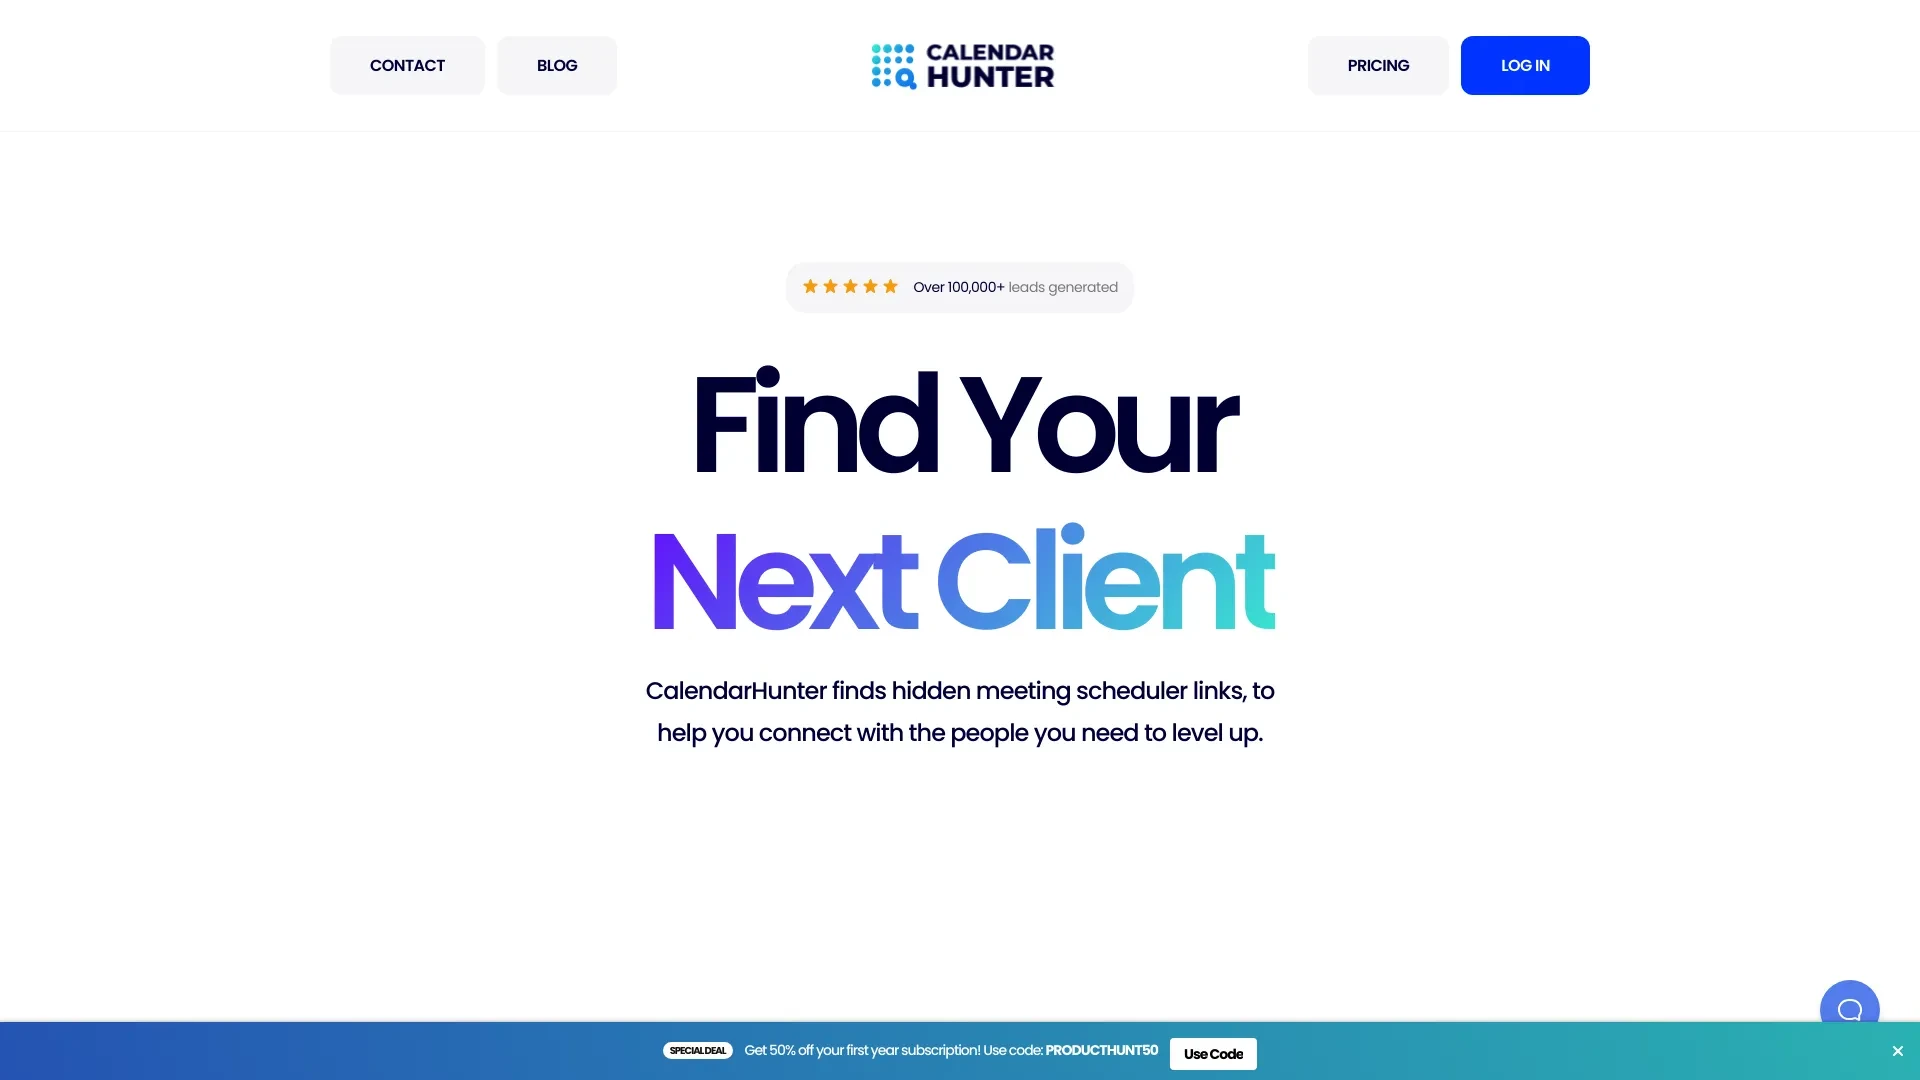 CONTACT
BLOG
CALENDAR
HUNTER
PRICING
LOG IN
Over 100,000+ leads generated
Find Your
Next Client
CalendarHunter finds hidden meeting scheduler links, to
help you connect with the people you need to level up.
SPECIAL DEAL
Get 50% off your first year subscription! Use code: PRODUCTHUNT50
Use Code